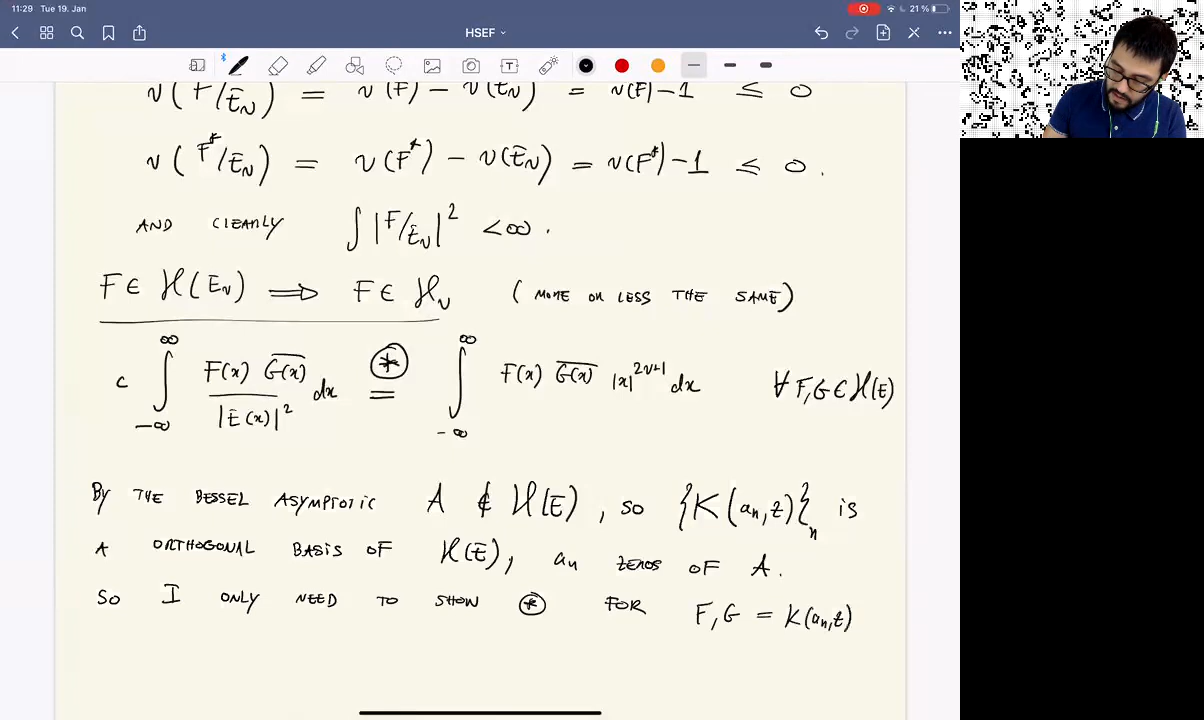 11:29 Tue 19. Jan
21 %
HSEF
ν(F/E_ν) = ν(F) − ν(E_ν) = ν(F) − 1 ≤ 0
ν(F*/E_ν) = ν(F*) − ν(E_ν) = ν(F*) − 1 ≤ 0.
AND CLEARLY ∫|F/E_ν|² < ∞.
F ∈ H(E_ν) ⟹ F ∈ H_ν (MORE OR LESS THE SAME)
c ∫_{−∞}^{∞} F(x) \overline{G(x)} / |E(x)|² dx =^{⊛} ∫_{−∞}^{∞} F(x) \overline{G(x)} |x|^{2ν+1} dx ∀ F,G ∈ H(E)
BY THE BESSEL ASYMPTOTIC A ∉ H(E), SO {K(a_n,z)}_n IS
A ORTHOGONAL BASIS OF H(E), a_n ZEROS OF A.
SO I ONLY NEED TO SHOW ⊛ FOR F,G = K(a_n,z)